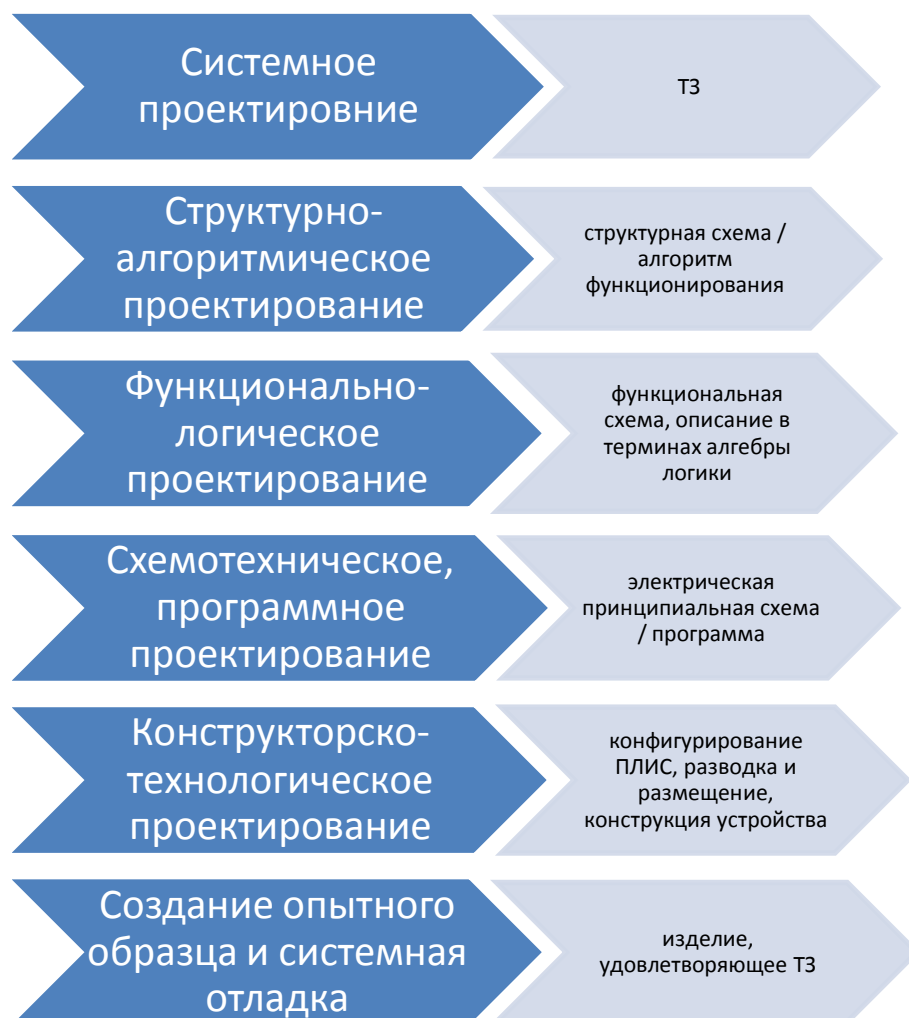 Системное
проектировние
ТЗ
Структурно-
алгоритмическое
проектирование
структурная схема /
алгоритм
функционирования
Функционально-
логическое
проектирование
функциональная
схема, описание в
терминах алгебры
логики
Схемотехническое,
программное
проектирование
электрическая
принципиальная схема
/ программа
Конструкторско-
технологическое
проектирование
конфигурирование
ПЛИС, разводка и
размещение,
конструкция устройства
Создание опытного
образца и системная
отладка
изделие,
удовлетворяющее ТЗ